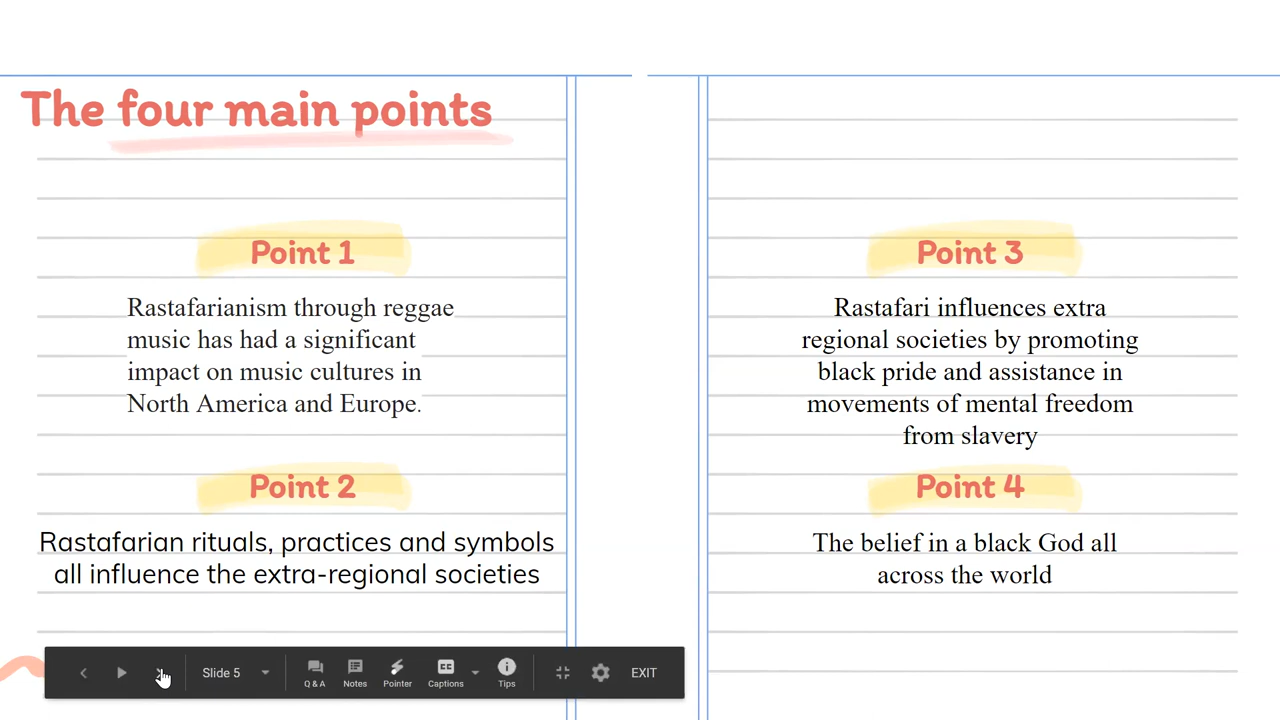 The four main points
Point 1
Rastafarianism through reggae
music has had a significant
impact on music cultures in
North America and Europe.
Point 2
Rastafarian rituals, practices and symbols
all influence the extra-regional societies
Point 3
Rastafari influences extra
regional societies by promoting
black pride and assistance in
movements of mental freedom
from slavery
Point 4
The belief in a black God all
across the world
Slide 5
Q & A
Notes
Pointer
Captions
Tips
EXIT